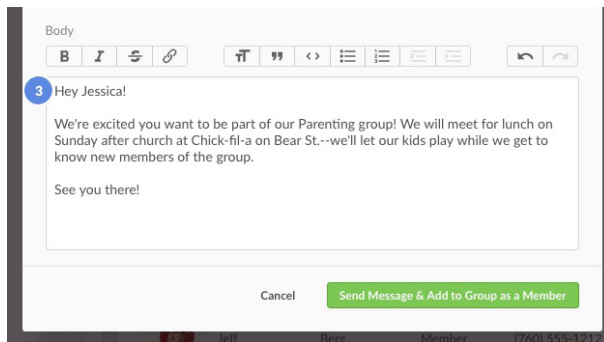 Body
B I S
3 Hey Jessica!
We're excited you want to be part of our Parenting group! We will meet for lunch on
Sunday after church at Chick-fil-a on Bear St.--we'll let our kids play while we get to
know new members of the group.
See you there!
Cancel Send Message & Add to Group as a Member
Jeff Berg Member (760) 555-1212